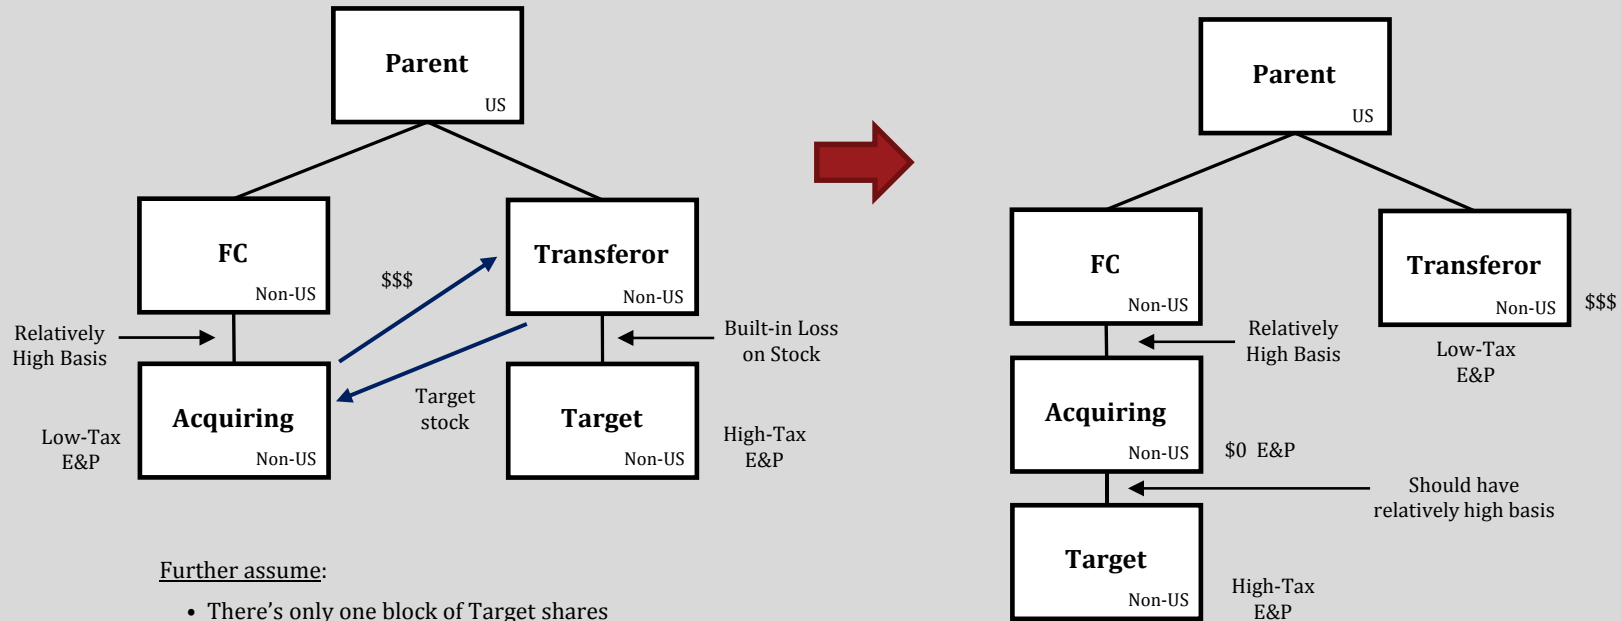 Parent
US
FC
Non-US
$$$
Transferor
Non-US
Relatively
High Basis
Built-in Loss
on Stock
Acquiring
Non-US
Low-Tax
E&P
Target
stock
Target
Non-US
High-Tax
E&P
Further assume:
• There's only one block of Target shares
Parent
US
FC
Non-US
Transferor
Non-US
$$$
Relatively
High Basis
Low-Tax
E&P
Acquiring
Non-US
$0 E&P
Should have
relatively high basis
Target
Non-US
High-Tax
E&P